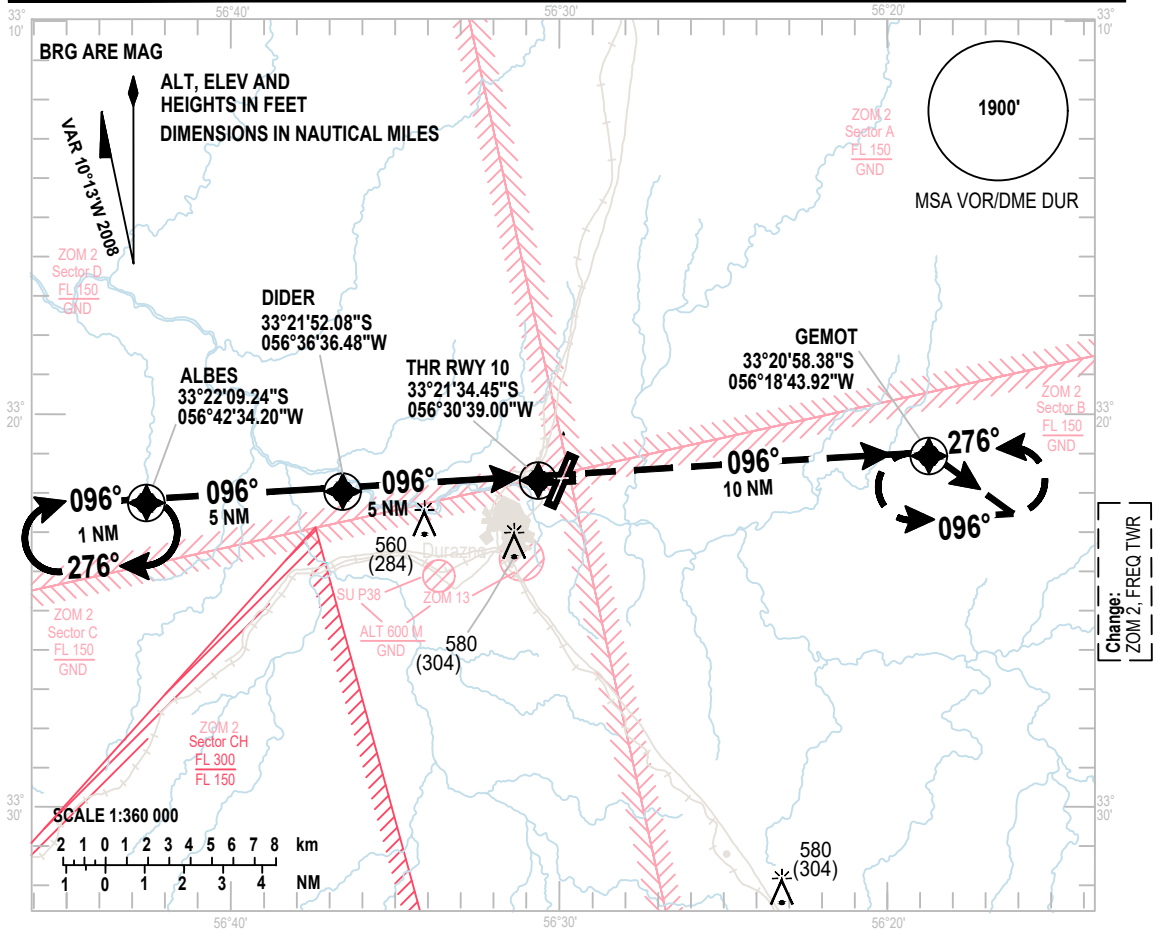 56°40'
56°30'
56°20'
33°
10'
33°
10'
BRG ARE MAG
ALT, ELEV AND
HEIGHTS IN FEET
DIMENSIONS IN NAUTICAL MILES
VAR 10°13'W 2008
ZOM 2
Sector A
FL 150
GND
1900'
MSA VOR/DME DUR
ZOM 2
Sector D
FL 150
GND
DIDER
33°21'52.08"S
056°36'36.48"W
GEMOT
33°20'58.38"S
056°18'43.92"W
THR RWY 10
33°21'34.45"S
056°30'39.00"W
ALBES
33°22'09.24"S
056°42'34.20"W
33°
20'
33°
20'
ZOM 2
Sector B
FL 150
GND
096°
1 NM
276°
096°
5 NM
096°
5 NM
096°
10 NM
276°
096°
560
(284)
Durazno
SU P38
ZOM 13
ALT 600 M
GND
580
(304)
ZOM 2
Sector C
FL 150
GND
Change:
ZOM 2, FREQ TWR
ZOM 2
Sector CH
FL 300
FL 150
33°
30'
33°
30'
SCALE 1:360 000
2 1 0 1 2 3 4 5 6 7 8 km
1 0 1 2 3 4 NM
580
(304)
56°40'
56°30'
56°20'